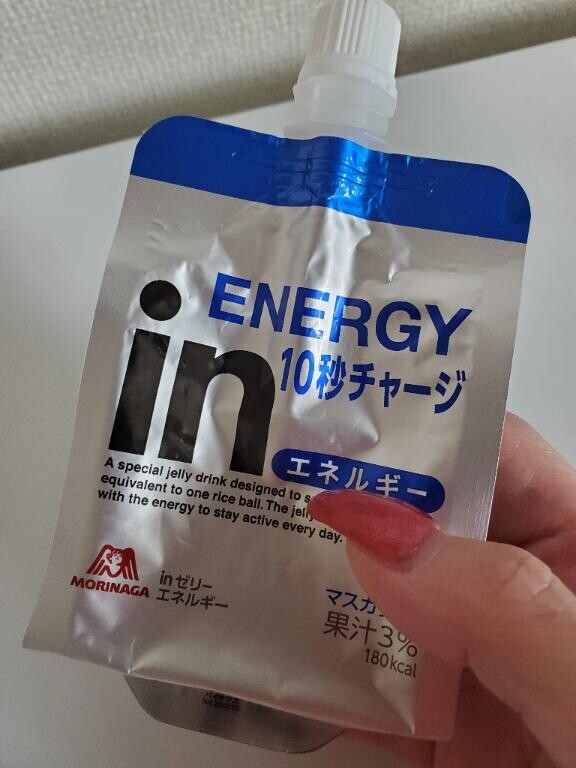 ENERGY
in
10秒チャージ
エネルギー
A special jelly drink designed to
equivalent to one rice ball. The
with the energy to stay active every day.
MORINAGA
inゼリー
エネルギー
マスカ
果汁3%
180kcal